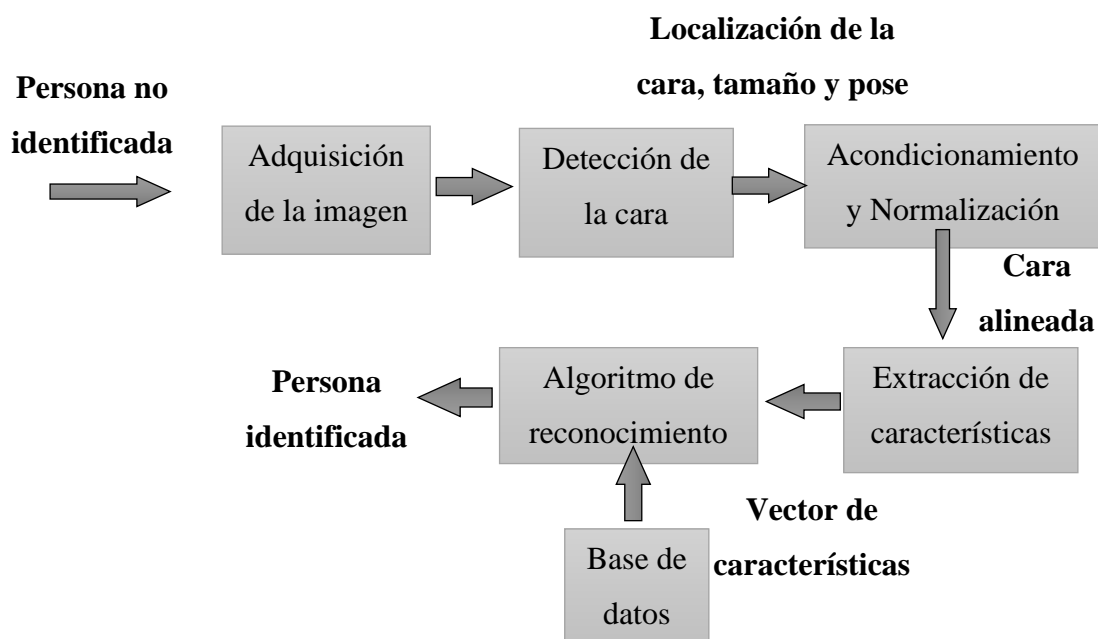 Localización de la
cara, tamaño y pose
Persona no
identificada
Adquisición
de la imagen
Detección de
la cara
Acondicionamiento
y Normalización
Cara
alineada
Persona
identificada
Algoritmo de
reconocimiento
Extracción de
características
Vector de
características
Base de
datos